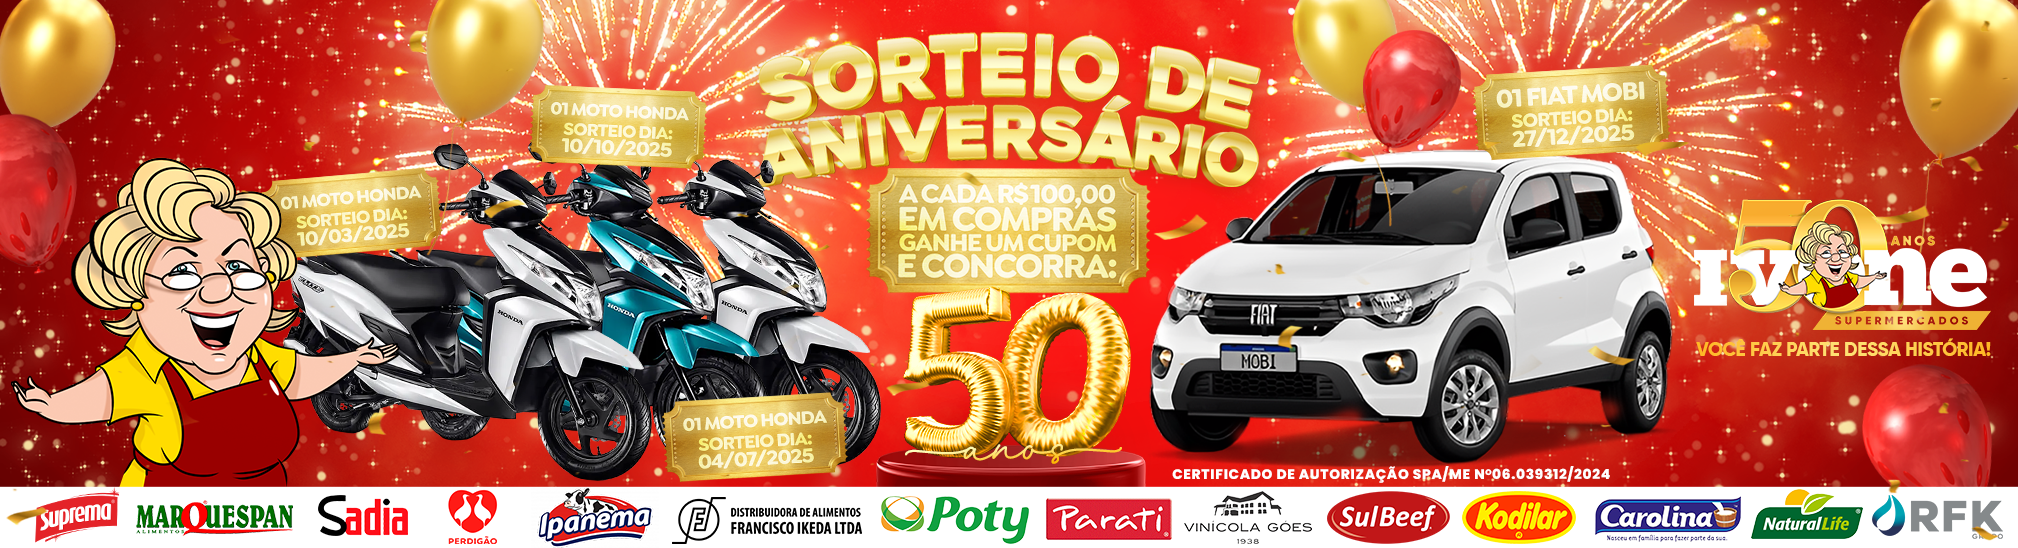 SORTEIO DE
ANIVERSÁRIO
A CADA R$100,00
EM COMPRAS
GANHE UM CUPOM
E CONCORRA:
50
anos
01 MOTO HONDA
SORTEIO DIA:
10/03/2025
01 MOTO HONDA
SORTEIO DIA:
10/10/2025
01 MOTO HONDA
SORTEIO DIA:
04/07/2025
HONDA
HONDA
HONDA
01 FIAT MOBI
SORTEIO DIA:
27/12/2025
FIAT
MOBI
50 ANOS
Ivone
SUPERMERCADOS
VOCÊ FAZ PARTE DESSA HISTÓRIA!
CERTIFICADO DE AUTORIZAÇÃO SPA/ME Nº06.039312/2024
Suprema
MARQUESPAN
ALIMENTOS
Sadia
PERDIGÃO
Ipanema
DISTRIBUIDORA DE ALIMENTOS
FRANCISCO IKEDA LTDA
Poty
Parati
VINÍCOLA GÓES
1938
SulBeef
Kodilar
Carolina
Nasceu em família para fazer parte da sua.
NaturalLife
RFK
GRUPO